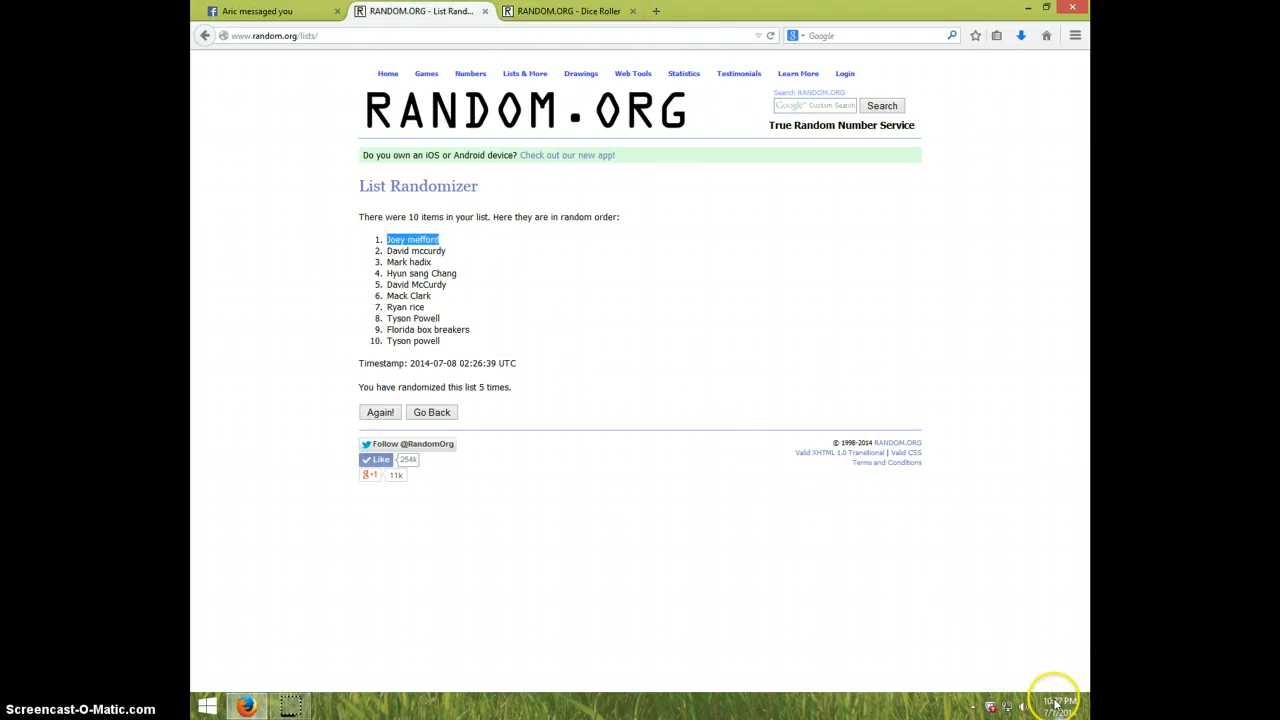 Aric messaged you
RANDOM.ORG - List Rand...
RANDOM.ORG - Dice Roller
www.random.org/lists/
Google
Home Games Numbers Lists & More Drawings Web Tools Statistics Testimonials Learn More Login
Search RANDOM.ORG
RANDOM.ORG
Google™ Custom Search
Search
True Random Number Service
Do you own an iOS or Android device? Check out our new app!
List Randomizer
There were 10 items in your list. Here they are in random order:
1. Joey mefford
2. David mccurdy
3. Mark hadix
4. Hyun sang Chang
5. David McCurdy
6. Mack Clark
7. Ryan rice
8. Tyson Powell
9. Florida box breakers
10. Tyson powell
Timestamp: 2014-07-08 02:26:39 UTC
You have randomized this list 5 times.
Again! Go Back
Follow @RandomOrg
Like 254k
g+1 11k
© 1998-2014 RANDOM.ORG
Valid XHTML 1.0 Transitional | Valid CSS
Terms and Conditions
PM
Screencast-O-Matic.com